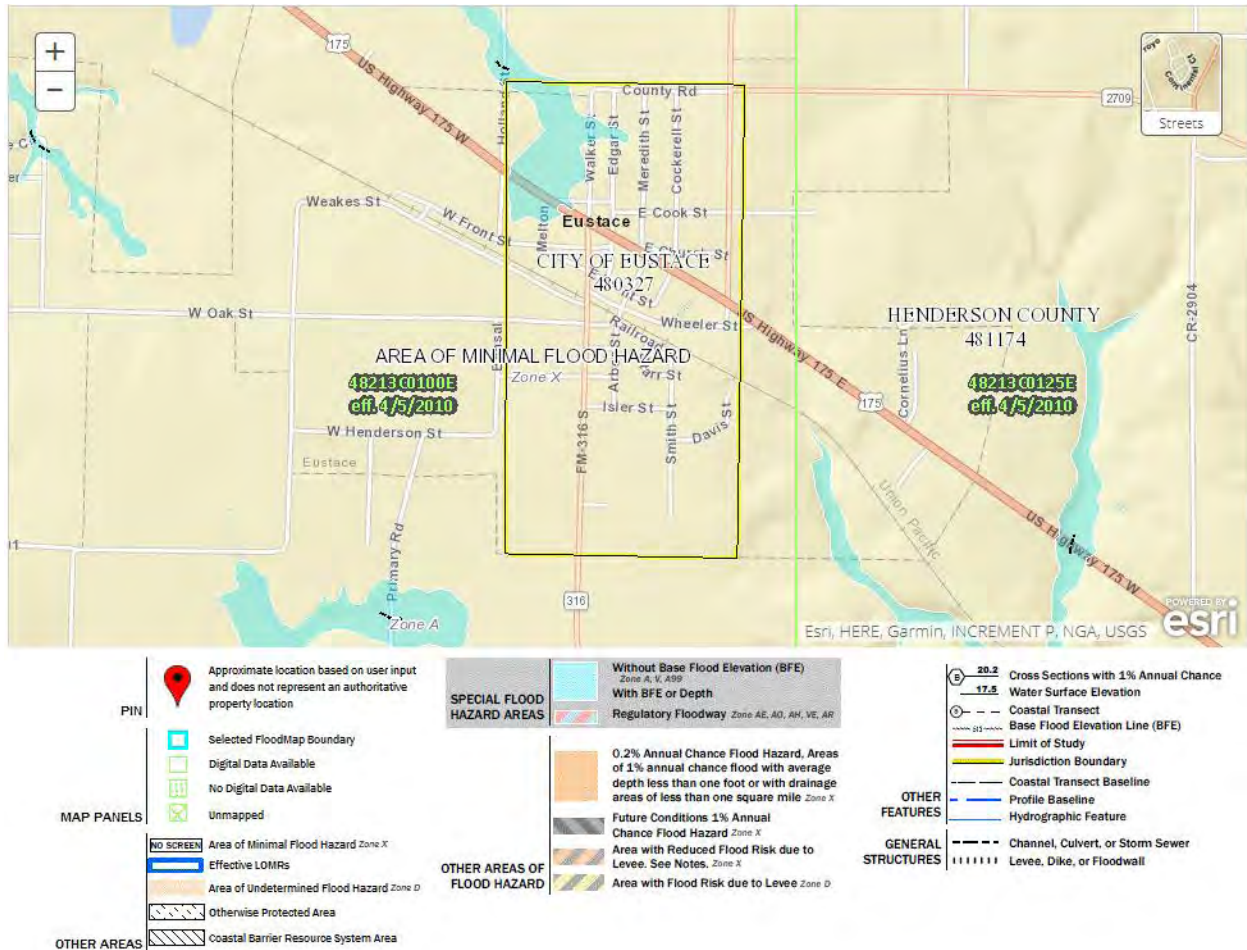 +
−
175
US Highway 175 W
Holland St
County Rd
2709
Streets
Walker St
Edgar St
Meredith St
Cockerell St
Weakes St
W Front St
Melton
Eustace
E Cook St
E Church St
CITY OF EUSTACE
480327
W Oak St
Railroad
Wheeler St
US Highway 175 E
HENDERSON COUNTY
481174
CR-2904
AREA OF MINIMAL FLOOD HAZARD
Zone X
48213C0100E
eff. 4/5/2010
48213C0125E
eff. 4/5/2010
175
Cornelius Ln
Isler St
Smith St
Davis St
W Henderson St
Eustace
FM-316 S
Union Pacific
US Highway 175 W
Primary Rd
Zone A
316
POWERED BY
esri
Esri, HERE, Garmin, INCREMENT P, NGA, USGS
PIN
Approximate location based on user input
and does not represent an authoritative
property location
MAP PANELS
Selected FloodMap Boundary
Digital Data Available
No Digital Data Available
Unmapped
OTHER AREAS
NO SCREEN Area of Minimal Flood Hazard Zone X
Effective LOMRs
Area of Undetermined Flood Hazard Zone D
Otherwise Protected Area
Coastal Barrier Resource System Area
SPECIAL FLOOD
HAZARD AREAS
Without Base Flood Elevation (BFE)
Zone A, V, A99
With BFE or Depth
Regulatory Floodway Zone AE, AO, AH, VE, AR
OTHER AREAS OF
FLOOD HAZARD
0.2% Annual Chance Flood Hazard, Areas
of 1% annual chance flood with average
depth less than one foot or with drainage
areas of less than one square mile Zone X
Future Conditions 1% Annual
Chance Flood Hazard Zone X
Area with Reduced Flood Risk due to
Levee. See Notes. Zone X
Area with Flood Risk due to Levee Zone D
OTHER
FEATURES
B 20.2 Cross Sections with 1% Annual Chance
17.5 Water Surface Elevation
8 Coastal Transect
513 Base Flood Elevation Line (BFE)
Limit of Study
Jurisdiction Boundary
Coastal Transect Baseline
Profile Baseline
Hydrographic Feature
GENERAL
STRUCTURES
Channel, Culvert, or Storm Sewer
Levee, Dike, or Floodwall